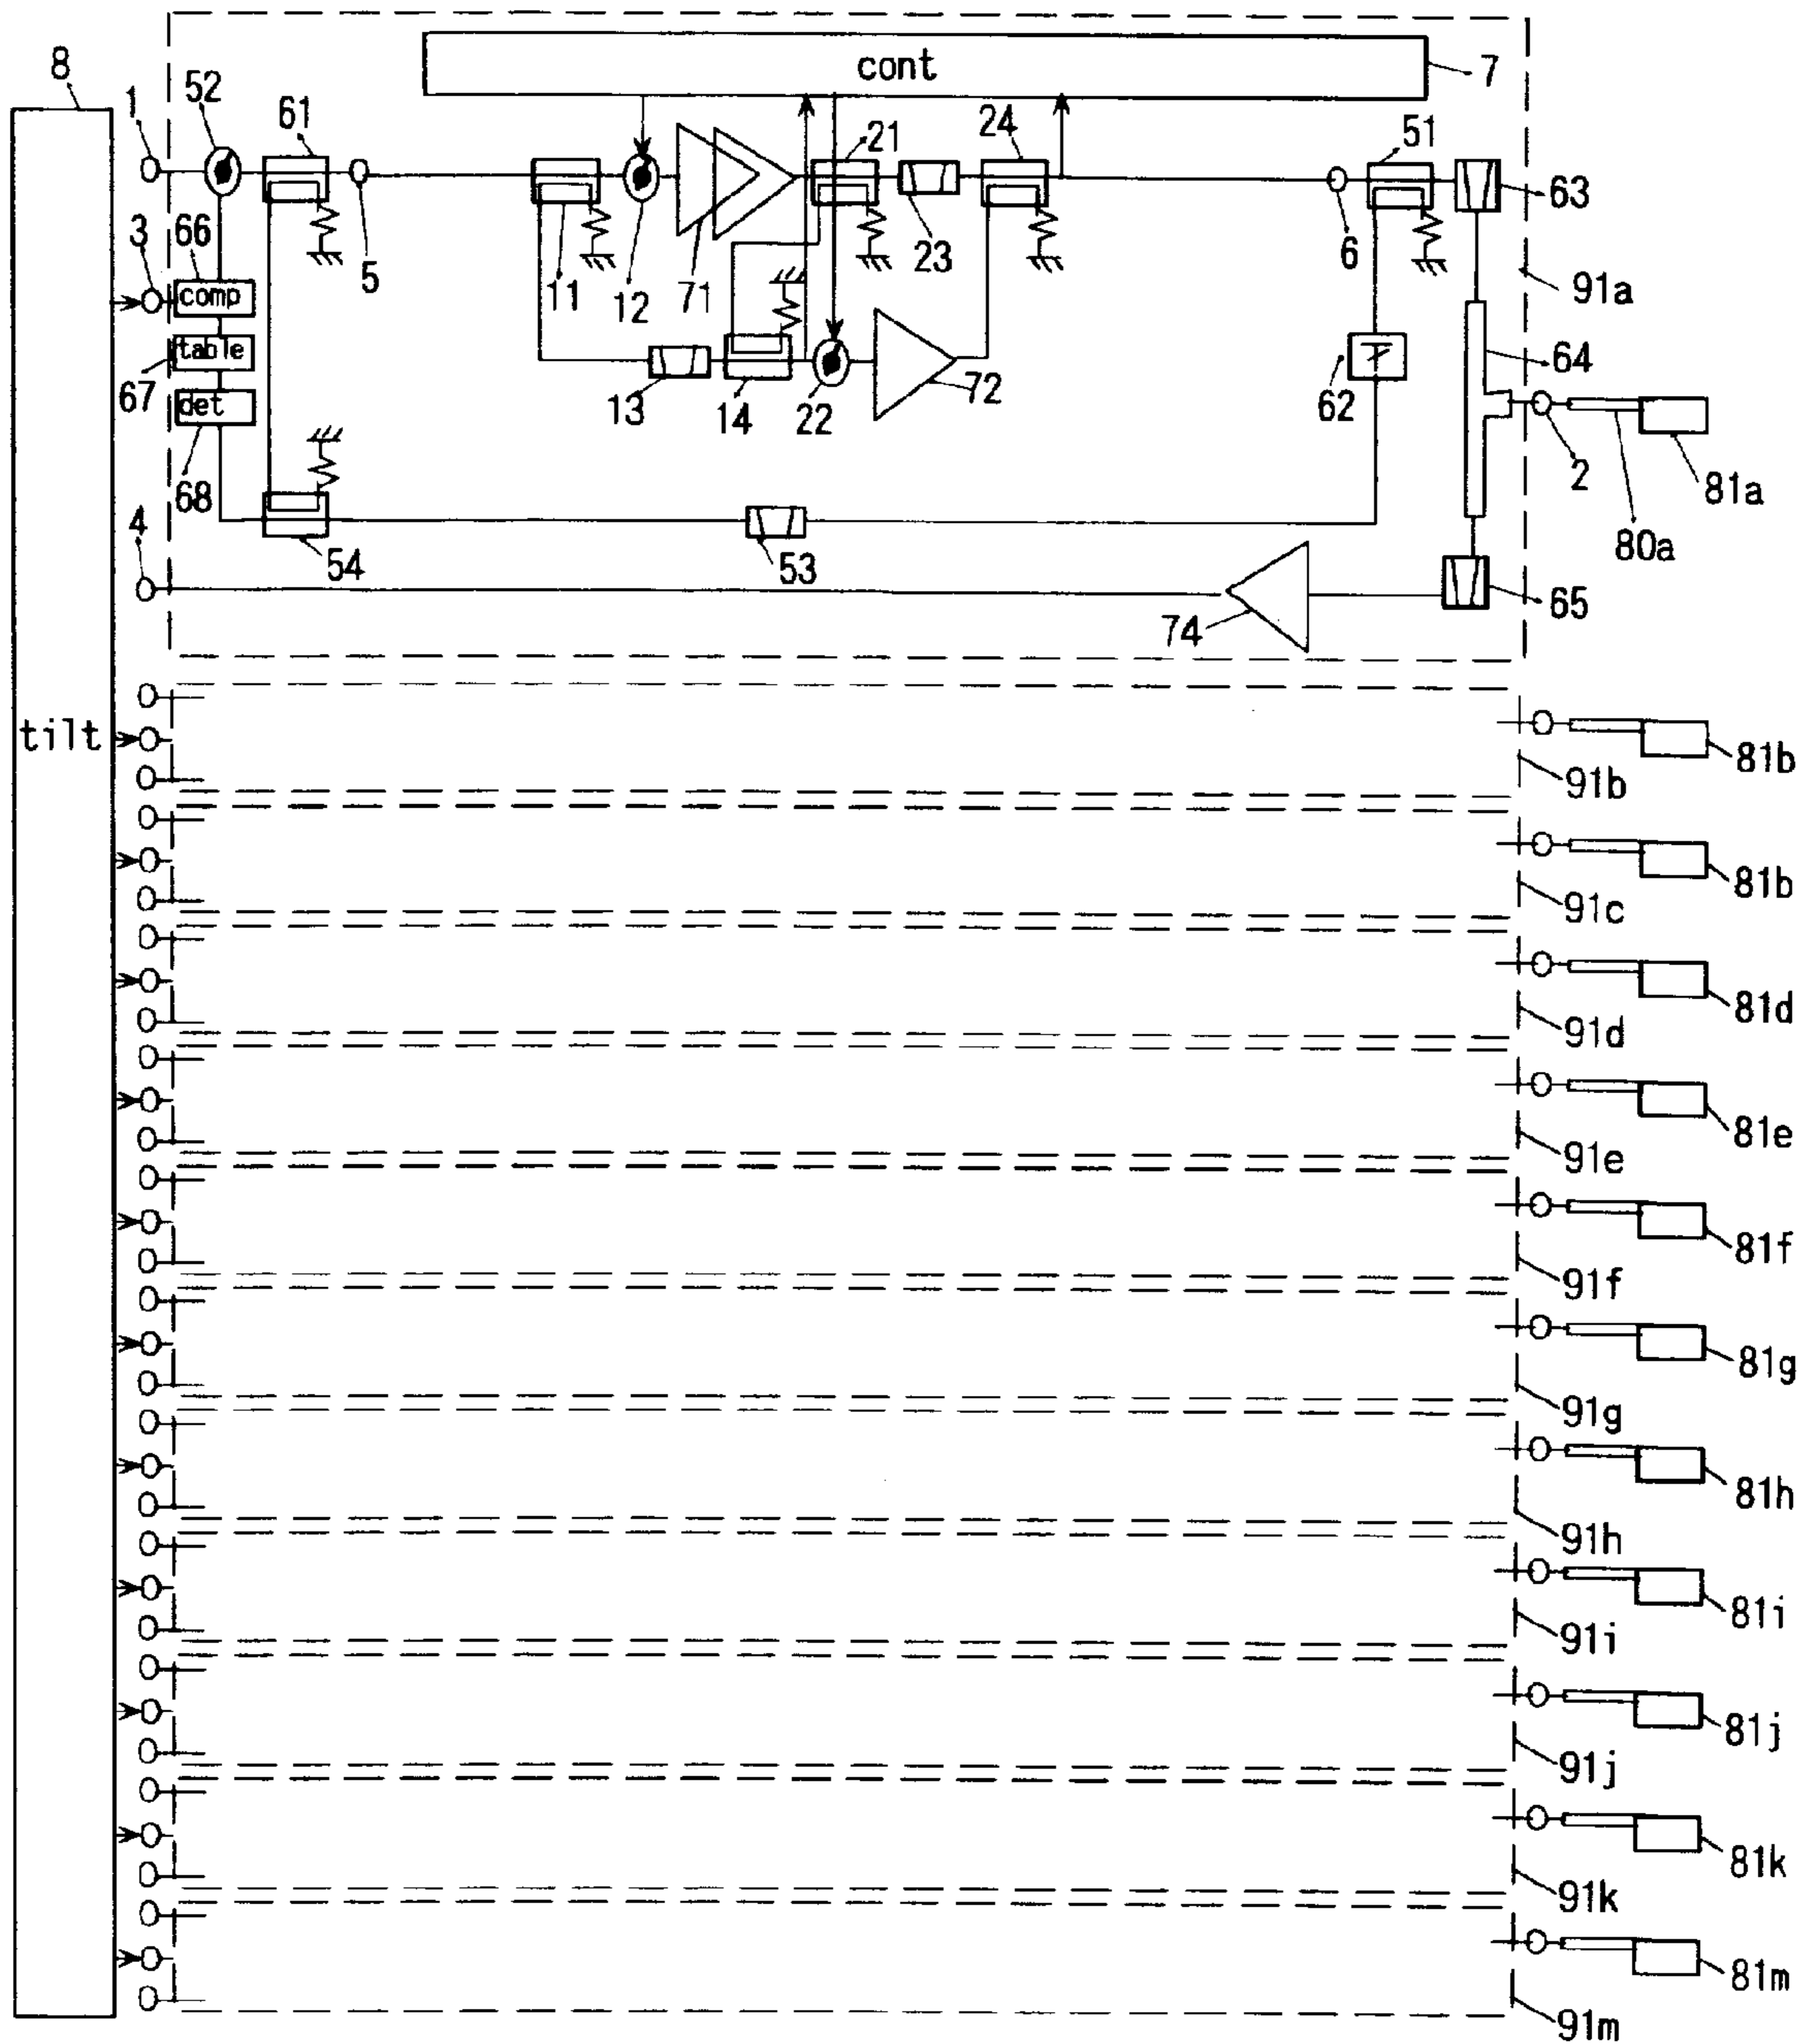 8
52
1
61
cont
7
21
24
51
63
3
66
comp
5
11
12
71
23
6
91a
table
67
det
68
13
14
22
72
62
64
2
81a
80a
4
54
53
74
65
tilt
81b
91b
81b
91c
81d
91d
81e
91e
81f
91f
81g
91g
81h
91h
81i
91i
81j
91j
81k
91k
81m
91m